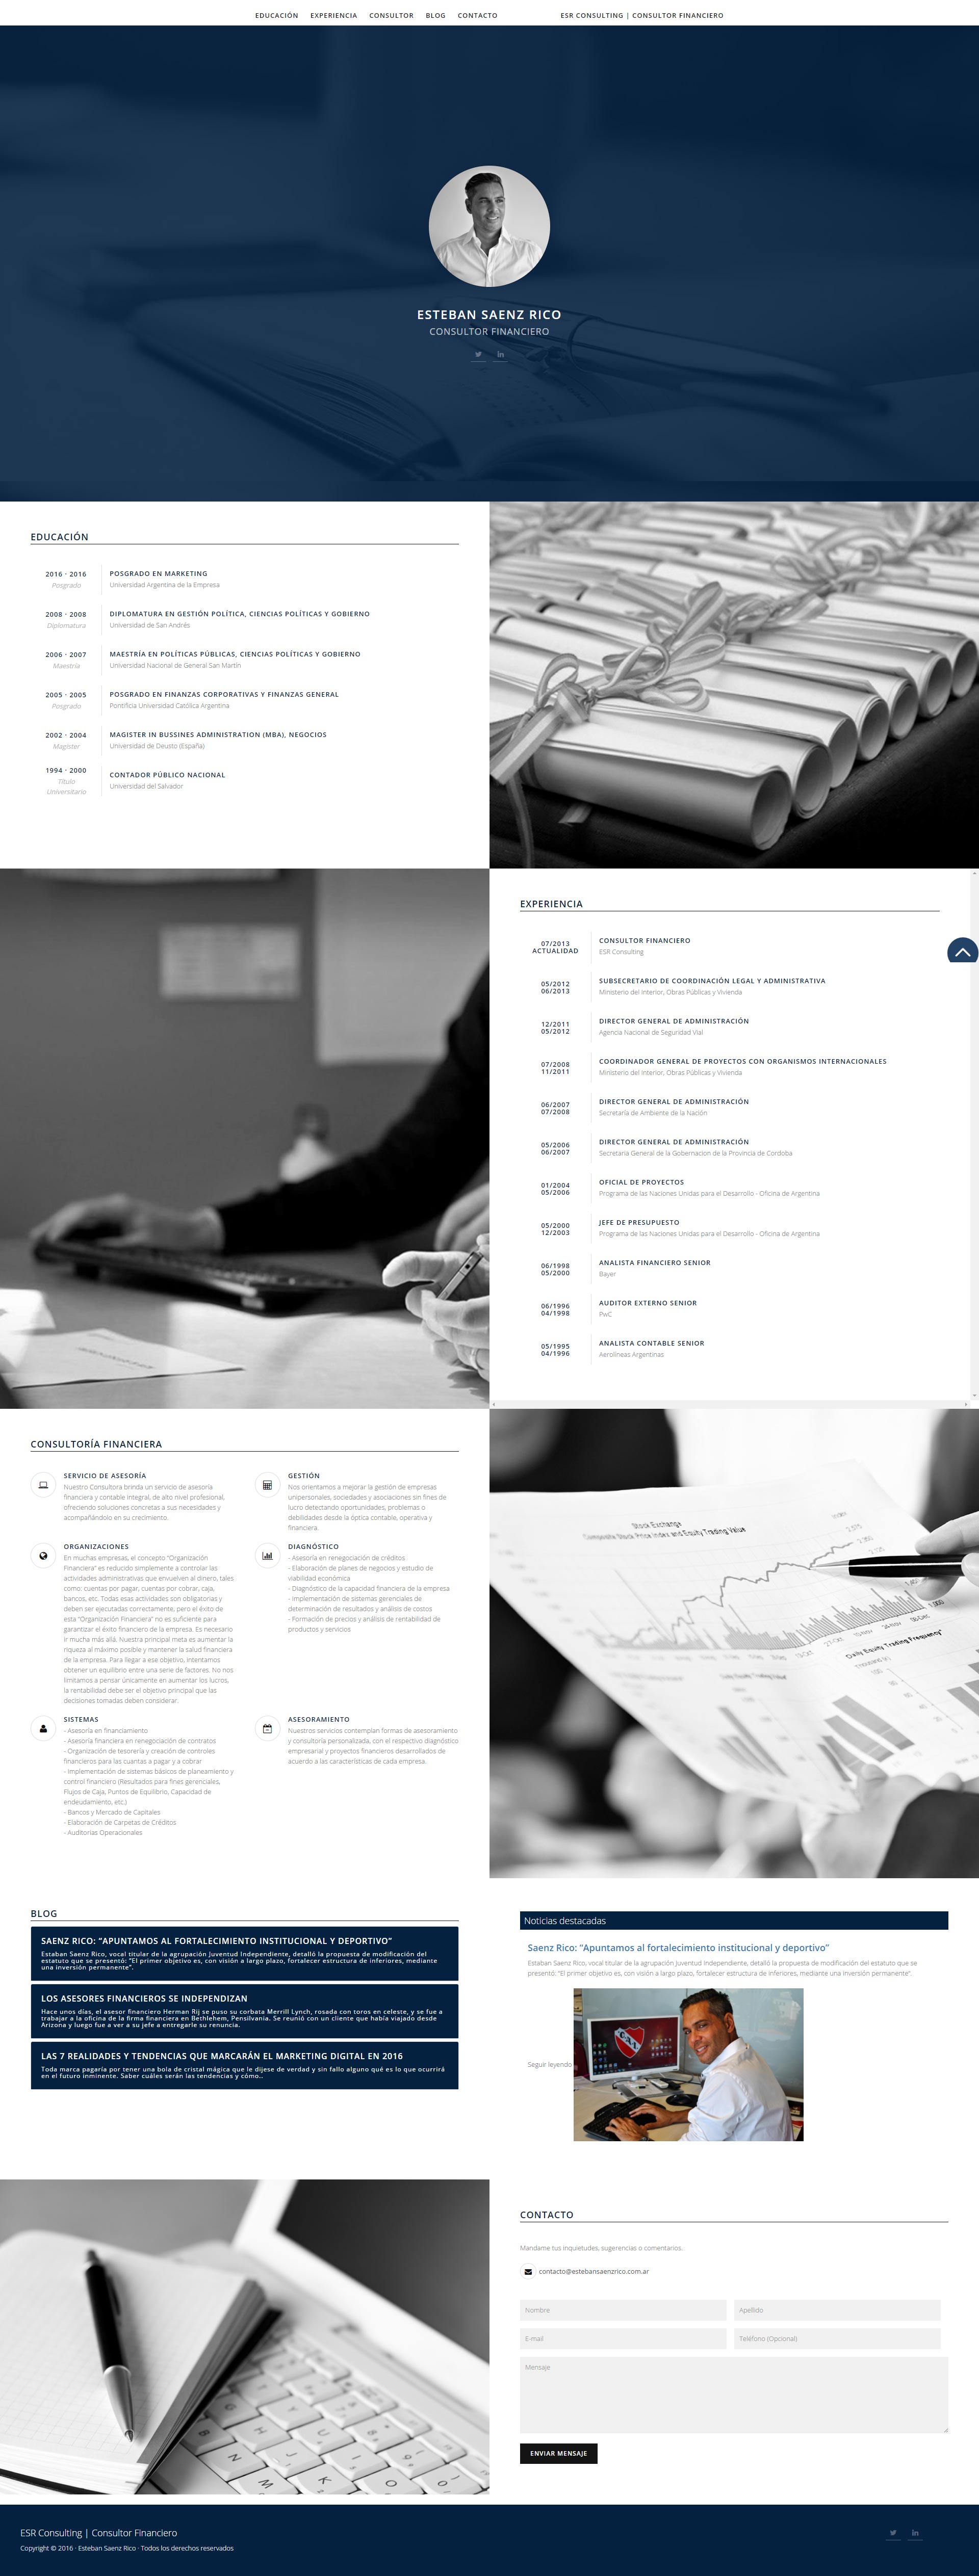 EDUCACIÓN EXPERIENCIA CONSULTOR BLOG CONTACTO ESR CONSULTING | CONSULTOR FINANCIERO
ESTEBAN SAENZ RICO
CONSULTOR FINANCIERO
EDUCACIÓN
2016 · 2016
Posgrado
POSGRADO EN MARKETING
Universidad Argentina de la Empresa
2008 · 2008
Diplomatura
DIPLOMATURA EN GESTIÓN POLÍTICA, CIENCIAS POLÍTICAS Y GOBIERNO
Universidad de San Andrés
2006 · 2007
Maestría
MAESTRÍA EN POLÍTICAS PÚBLICAS, CIENCIAS POLÍTICAS Y GOBIERNO
Universidad Nacional de General San Martín
2005 · 2005
Posgrado
POSGRADO EN FINANZAS CORPORATIVAS Y FINANZAS GENERAL
Pontificia Universidad Católica Argentina
2002 · 2004
Magister
MAGISTER IN BUSSINES ADMINISTRATION (MBA), NEGOCIOS
Universidad de Deusto (España)
1994 · 2000
Título
Universitario
CONTADOR PÚBLICO NACIONAL
Universidad del Salvador
EXPERIENCIA
07/2013
ACTUALIDAD
CONSULTOR FINANCIERO
ESR Consulting
05/2012
06/2013
SUBSECRETARIO DE COORDINACIÓN LEGAL Y ADMINISTRATIVA
Ministerio del Interior, Obras Públicas y Vivienda
12/2011
05/2012
DIRECTOR GENERAL DE ADMINISTRACIÓN
Agencia Nacional de Seguridad Vial
07/2008
11/2011
COORDINADOR GENERAL DE PROYECTOS CON ORGANISMOS INTERNACIONALES
Ministerio del Interior, Obras Públicas y Vivienda
06/2007
07/2008
DIRECTOR GENERAL DE ADMINISTRACIÓN
Secretaría de Ambiente de la Nación
05/2006
06/2007
DIRECTOR GENERAL DE ADMINISTRACIÓN
Secretaria General de la Gobernacion de la Provincia de Cordoba
01/2004
05/2006
OFICIAL DE PROYECTOS
Programa de las Naciones Unidas para el Desarrollo - Oficina de Argentina
05/2000
12/2003
JEFE DE PRESUPUESTO
Programa de las Naciones Unidas para el Desarrollo - Oficina de Argentina
06/1998
05/2000
ANALISTA FINANCIERO SENIOR
Bayer
06/1996
04/1998
AUDITOR EXTERNO SENIOR
PwC
05/1995
04/1996
ANALISTA CONTABLE SENIOR
Aerolíneas Argentinas
CONSULTORÍA FINANCIERA
SERVICIO DE ASESORÍA
Nuestro Consultora brinda un servicio de asesoría
financiera y contable integral, de alto nivel profesional,
ofreciendo soluciones concretas a sus necesidades y
acompañándolo en su crecimiento.
GESTIÓN
Nos orientamos a mejorar la gestión de empresas
unipersonales, sociedades y asociaciones sin fines de
lucro detectando oportunidades, problemas o
debilidades desde la óptica contable, operativa y
financiera.
ORGANIZACIONES
En muchas empresas, el concepto "Organización
Financiera" es reducido simplemente a controlar las
actividades administrativas que envuelven al dinero, tales
como: cuentas por pagar, cuentas por cobrar, caja,
bancos, etc. Todas esas actividades son obligatorias y
deben ser ejecutadas correctamente, pero el éxito de
esta "Organización Financiera" no es suficiente para
garantizar el éxito financiero de la empresa. Es necesario
ir mucha más allá. Nuestra principal meta es aumentar la
riqueza al máximo posible y mantener la salud financiera
de la empresa. Para llegar a ese objetivo, intentamos
obtener un equilibrio entre una serie de factores. No nos
limitamos a pensar únicamente en aumentar los lucros,
la rentabilidad debe ser el objetivo principal que las
decisiones tomadas deben considerar.
DIAGNÓSTICO
- Asesoría en renegociación de créditos
- Elaboración de planes de negocios y estudio de
viabilidad económica
- Diagnóstico de la capacidad financiera de la empresa
- Implementación de sistemas gerenciales de
determinación de resultados y análisis de costos
- Formación de precios y análisis de rentabilidad de
productos y servicios
SISTEMAS
- Asesoría en financiamiento
- Asesoría financiera en renegociación de contratos
- Organización de tesorería y creación de controles
financieros para las cuantas a pagar y a cobrar
- Implementación de sistemas básicos de planeamiento y
control financiero (Resultados para fines gerenciales,
Flujos de Caja, Puntos de Equilibrio, Capacidad de
endeudamiento, etc.)
- Bancos y Mercado de Capitales
- Elaboración de Carpetas de Créditos
- Auditorias Operacionales
ASESORAMIENTO
Nuestros servicios contemplan formas de asesoramiento
y consultoría personalizada, con el respectivo diagnóstico
empresarial y proyectos financieros desarrollados de
acuerdo a las características de cada empresa.
Stock Exchange
Composite Stock Price Index and Equity Trading Value
Daily Equity Trading Frequency
BLOG
SAENZ RICO: "APUNTAMOS AL FORTALECIMIENTO INSTITUCIONAL Y DEPORTIVO"
Esteban Saenz Rico, vocal titular de la agrupación Juventud Independiente, detalló la propuesta de modificación del
estatuto que se presentó: "El primer objetivo es, con visión a largo plazo, fortalecer estructura de inferiores, mediante
una inversión permanente".
LOS ASESORES FINANCIEROS SE INDEPENDIZAN
Hace unos días, el asesor financiero Herman Rij se puso su corbata Merrill Lynch, rosada con toros en celeste, y se fue a
trabajar a la oficina de la firma financiera en Bethlehem, Pensilvania. Se reunió con un cliente que había viajado desde
Arizona y luego fue a ver a su jefe a entregarle su renuncia.
LAS 7 REALIDADES Y TENDENCIAS QUE MARCARÁN EL MARKETING DIGITAL EN 2016
Toda marca pagaría por tener una bola de cristal mágica que le dijese de verdad y sin fallo alguno qué es lo que ocurrirá
en el futuro inminente. Saber cuáles serán las tendencias y cómo..
Noticias destacadas
Saenz Rico: "Apuntamos al fortalecimiento institucional y deportivo"
Esteban Saenz Rico, vocal titular de la agrupación Juventud Independiente, detalló la propuesta de modificación del estatuto que se
presentó: "El primer objetivo es, con visión a largo plazo, fortalecer estructura de inferiores, mediante una inversión permanente".
Seguir leyendo
CONTACTO
Mandame tus inquietudes, sugerencias o comentarios.
contacto@estebansaenzrico.com.ar
Nombre
Apellido
E-mail
Teléfono (Opcional)
Mensaje
ENVIAR MENSAJE
ESR Consulting | Consultor Financiero
Copyright © 2016 · Esteban Saenz Rico · Todos los derechos reservados